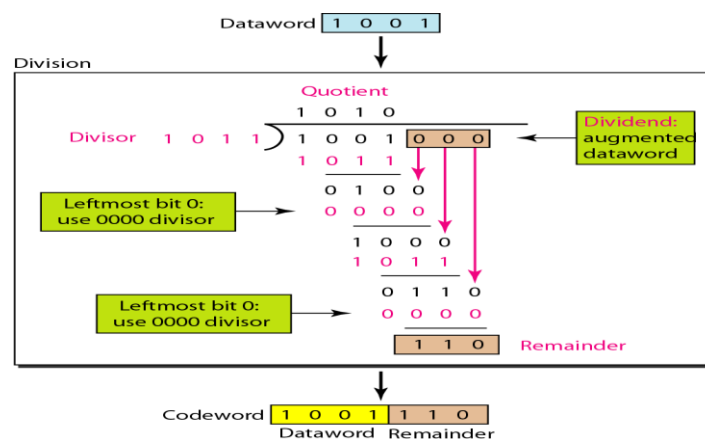 Dataword 1 0 0 1
Division
Quotient
1 0 1 0
Divisor 1 0 1 1 1 0 0 1 0 0 0
Dividend:
augmented
dataword
1 0 1 1
Leftmost bit 0:
use 0000 divisor
0 1 0 0
0 0 0 0
1 0 0 0
1 0 1 1
Leftmost bit 0:
use 0000 divisor
0 1 1 0
0 0 0 0
1 1 0 Remainder
Codeword 1 0 0 1 1 1 0
Dataword Remainder